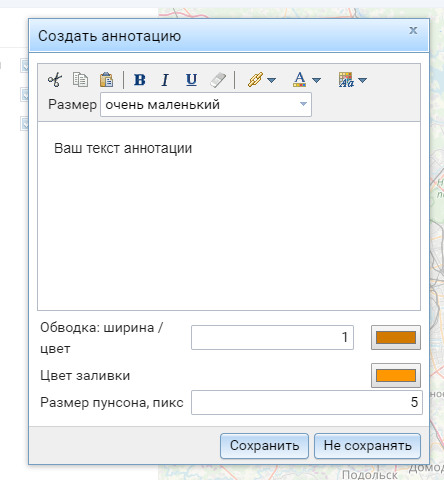 Создать аннотацию
x
B I U A Aa
Размер очень маленький
Ваш текст аннотации
Обводка: ширина /
цвет
1
Цвет заливки
Размер пунсона, пикс 5
Сохранить Не сохранять
Подольск
Домод